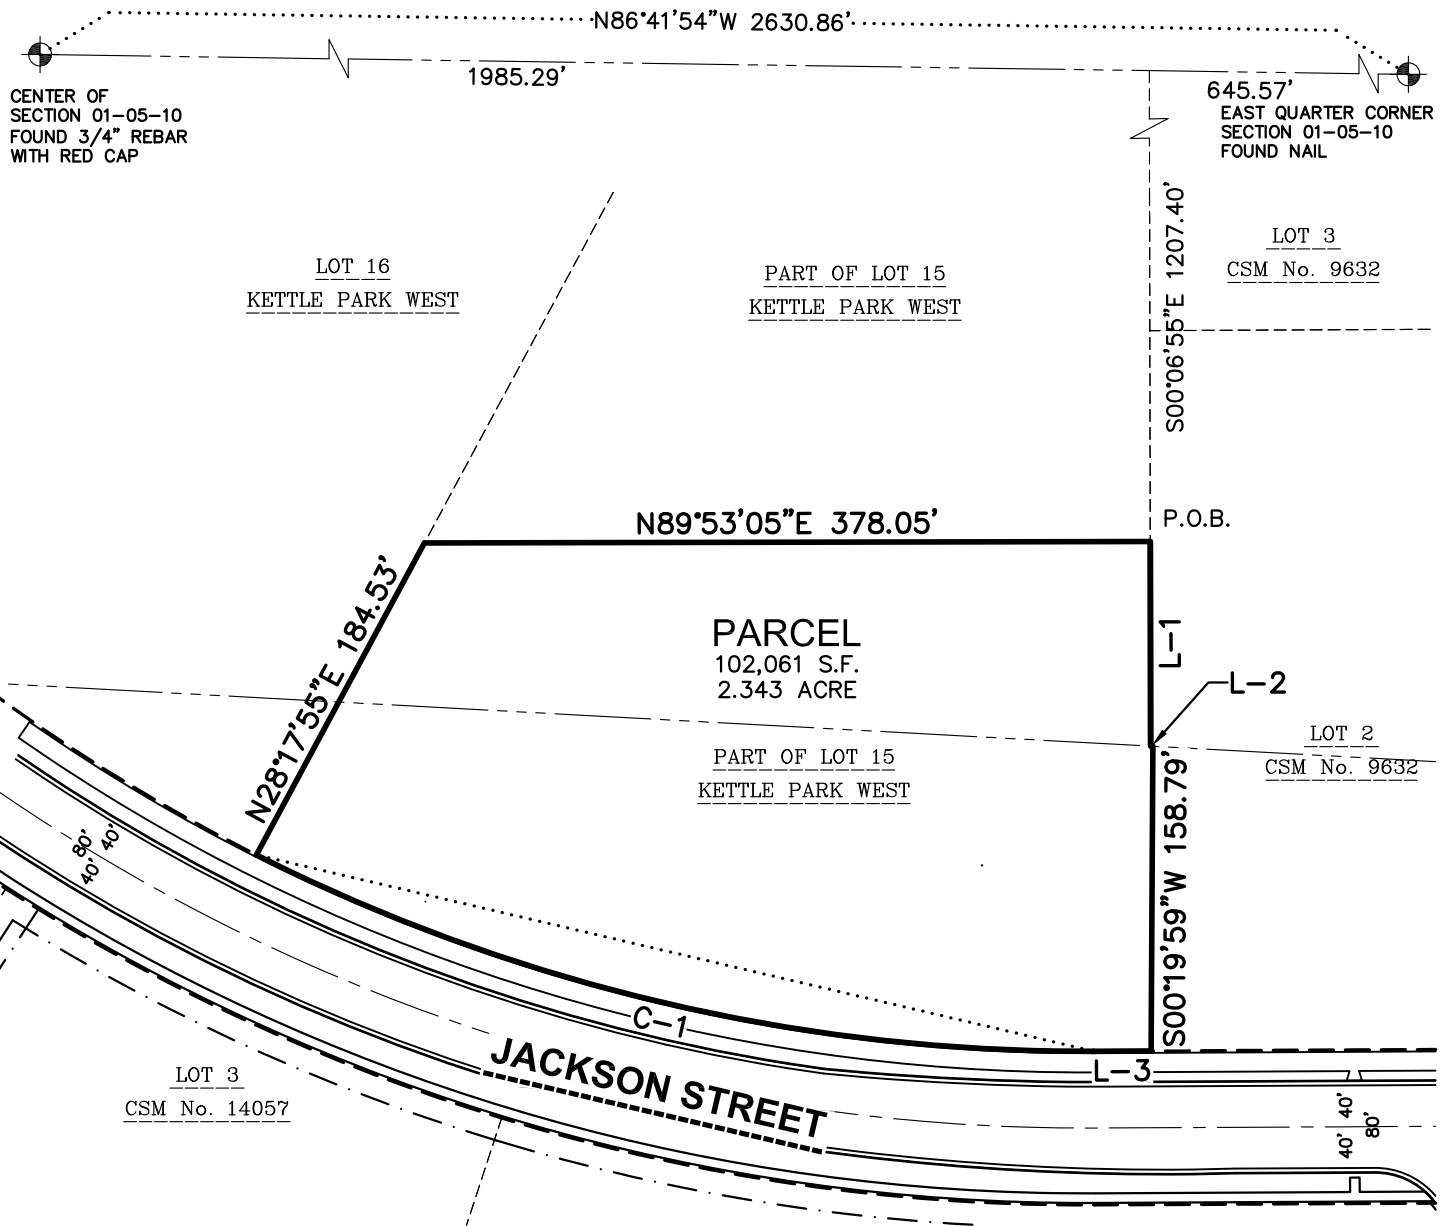 N86°41'54"W 2630.86'
1985.29'
645.57'
CENTER OF
SECTION 01-05-10
FOUND 3/4" REBAR
WITH RED CAP
EAST QUARTER CORNER
SECTION 01-05-10
FOUND NAIL
S00°06'55"E 1207.40'
LOT 16
KETTLE PARK WEST
PART OF LOT 15
KETTLE PARK WEST
LOT 3
CSM No. 9632
P.O.B.
N89°53'05"E 378.05'
N28°17'55"E 184.53'
PARCEL
102,061 S.F.
2.343 ACRE
L-1
L-2
PART OF LOT 15
KETTLE PARK WEST
LOT 2
CSM No. 9632
S00°19'59"W 158.79'
80'
40'
40'
C-1
JACKSON STREET
L-3
LOT 3
CSM No. 14057
40'
80'
40'